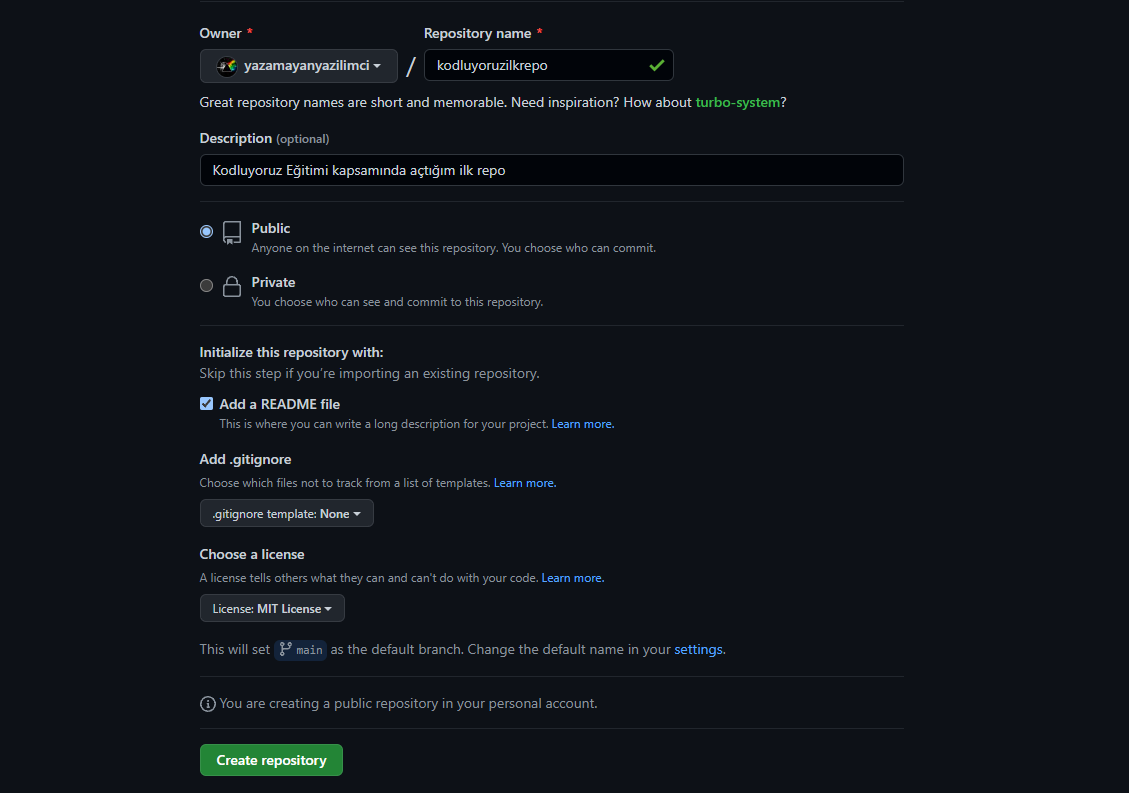 Owner *
Repository name *
yazamayanyazilimci
/
kodluyoruzilkrepo
Great repository names are short and memorable. Need inspiration? How about turbo-system?
Description (optional)
Kodluyoruz Eğitimi kapsamında açtığım ilk repo
Public
Anyone on the internet can see this repository. You choose who can commit.
Private
You choose who can see and commit to this repository.
Initialize this repository with:
Skip this step if you're importing an existing repository.
Add a README file
This is where you can write a long description for your project. Learn more.
Add .gitignore
Choose which files not to track from a list of templates. Learn more.
.gitignore template: None
Choose a license
A license tells others what they can and can't do with your code. Learn more.
License: MIT License
This will set main as the default branch. Change the default name in your settings.
You are creating a public repository in your personal account.
Create repository